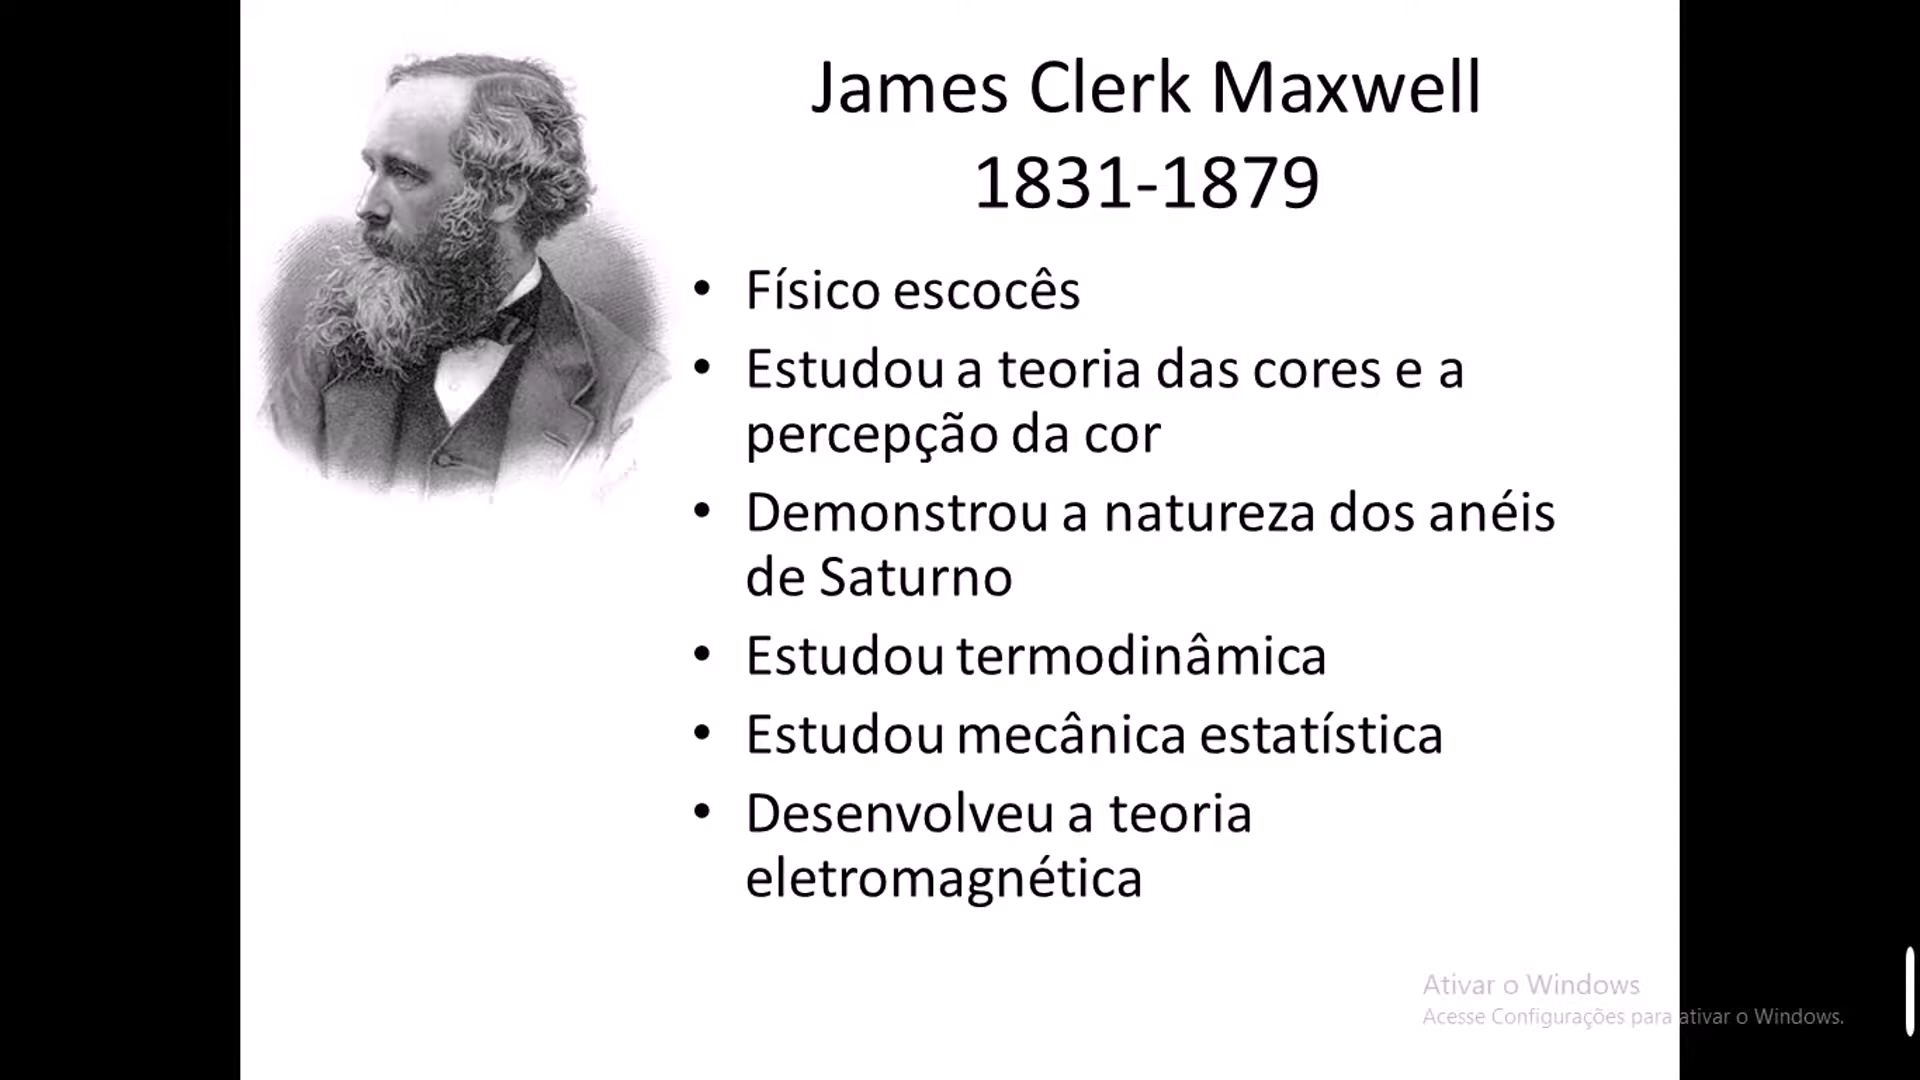 James Clerk Maxwell
1831-1879
• Físico escocês
• Estudou a teoria das cores e a
percepção da cor
• Demonstrou a natureza dos anéis
de Saturno
• Estudou termodinâmica
• Estudou mecânica estatística
• Desenvolveu a teoria
eletromagnética
Ativar o Windows
Acesse Configurações para ativar o Windows.